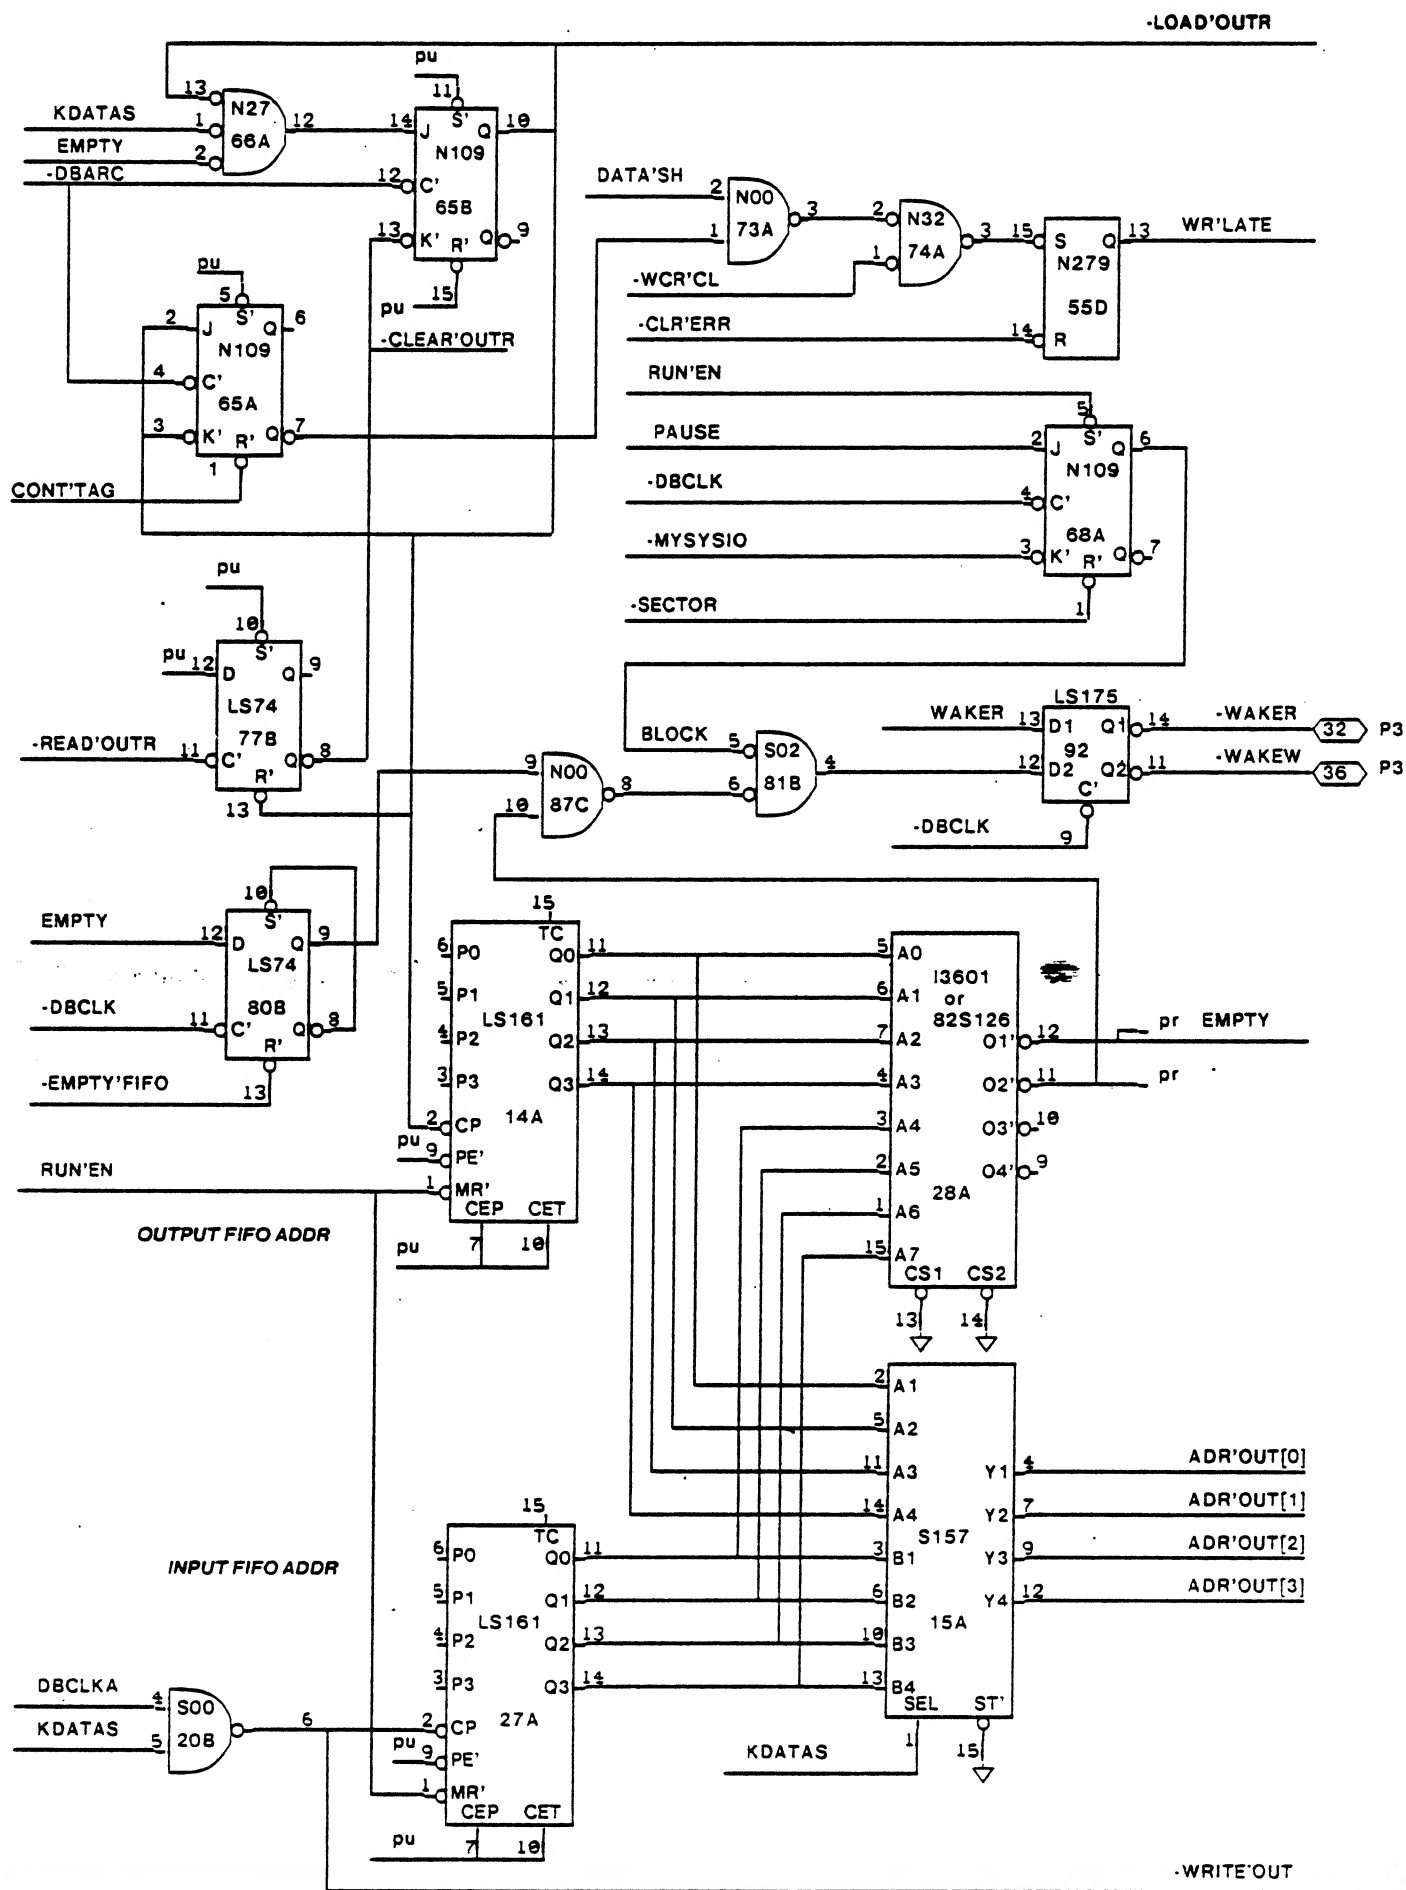 -LOAD'OUTR
pu
13 11
N27 S'
KDATAS 1 12 14 J Q 10
66A N109
EMPTY 2
-DBARC 12 C'
65B
DATA'SH 2 N00 3 2 N32 3 15 S Q 13 WR'LATE
13 K' R' Q 9
1 73A 1 74A N279
pu 15
-WCR'CL
55D
pu
5 S'
2 J Q 6
N109
-CLR'ERR 14 R
-CLEAR'OUTR
4 C'
65A
RUN'EN
5 S'
3 K' R' Q 7
PAUSE 2 J Q 6
N109
1
CONT'TAG
-DBCLK 4 C'
68A
-MYSYSIO 3 K' R' Q 7
pu
-SECTOR 1
10 S'
pu 12 D Q 9
LS74
77B
-READ'OUTR 11 C' Q 8
R'
13
LS175
WAKER 13 D1 Q1 14 -WAKER 32 P3
BLOCK 5 S02 4 92
9 N00 8 6 81B 12 D2 Q2 11 -WAKEW 36 P3
10 87C C'
-DBCLK 9
10 S'
EMPTY 12 D Q 9
LS74
80B
-DBCLK 11 C' Q 8
R'
-EMPTY'FIFO 13
15
TC
6 P0 Q0 11 5 A0
I3601
5 P1 Q1 12 6 A1 or
LS161 82S126 pr EMPTY
4 P2 Q2 13 7 A2 O1' 12
3 P3 Q3 14 4 A3 O2' 11 pr
14A
2 CP 3 A4 O3' 10
pu 9 PE'
2 A5 O4' 9
RUN'EN 1 MR' 28A
CEP CET 1 A6
OUTPUT FIFO ADDR
pu 7 10 15 A7
CS1 CS2
13 14
2 A1
5 A2
11 A3 Y1 4 ADR'OUT[0]
14 A4 Y2 7 ADR'OUT[1]
S157
15
TC
INPUT FIFO ADDR
6 P0 Q0 11 3 B1 Y3 9 ADR'OUT[2]
5 P1 Q1 12 6 B2 Y4 12 ADR'OUT[3]
LS161 15A
4 P2 Q2 13 10 B3
3 P3 Q3 14 13 B4
SEL ST'
DBCLKA 4 S00 6 2 CP 27A
KDATAS 5 20B
pu 9 PE' KDATAS 1 15
1 MR'
CEP CET
pu 7 10
-WRITE'OUT